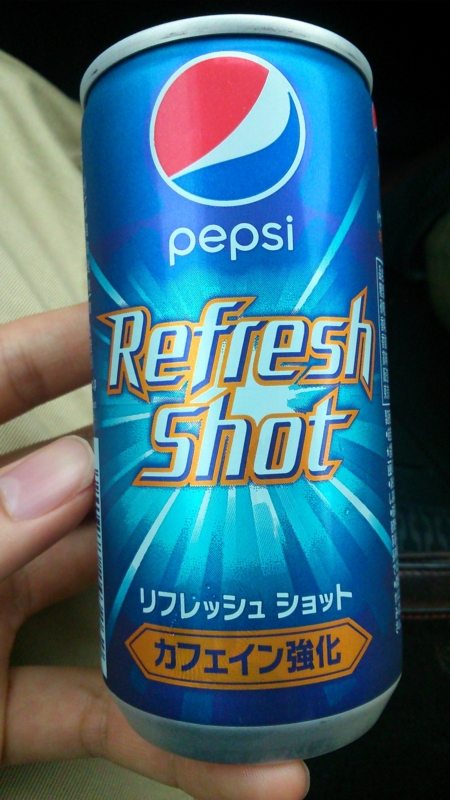 pepsi
Refresh
Shot
リフレッシュ ショット
カフェイン強化